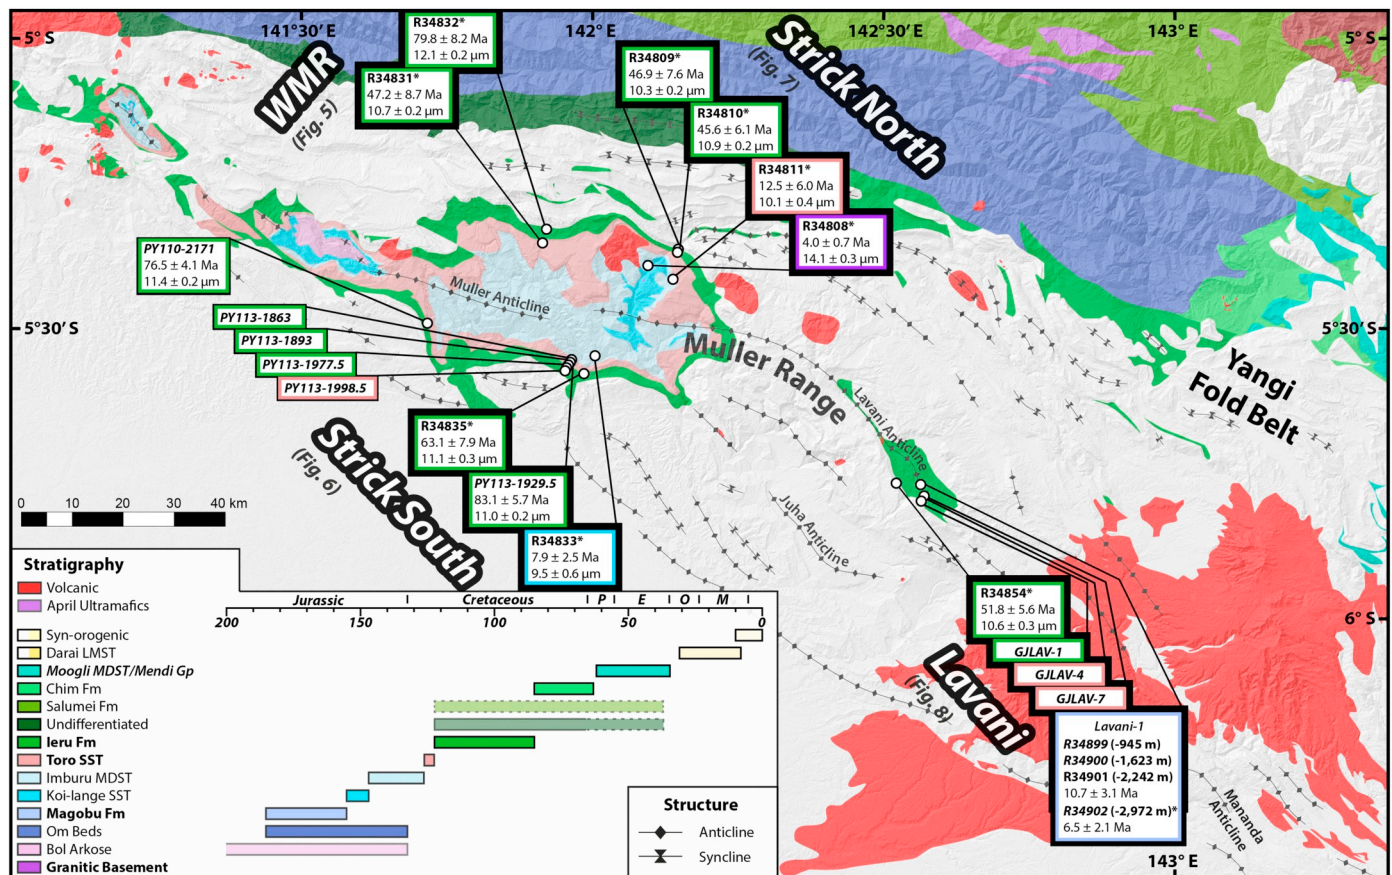 5° S
141°30' E
142° E
142°30' E
143° E
5° S
WMR
(Fig. 5)
R34832*
79.8 ± 8.2 Ma
12.1 ± 0.2 µm
R34831*
47.2 ± 8.7 Ma
10.7 ± 0.2 µm
R34809*
46.9 ± 7.6 Ma
10.3 ± 0.2 µm
Strick North
(Fig. 7)
R34810*
45.6 ± 6.1 Ma
10.9 ± 0.2 µm
R34811*
12.5 ± 6.0 Ma
10.1 ± 0.4 µm
R34808*
4.0 ± 0.7 Ma
14.1 ± 0.3 µm
PY110-2171
76.5 ± 4.1 Ma
11.4 ± 0.2 µm
Muller Anticline
PY113-1863
PY113-1893
PY113-1977.5
PY113-1998.5
5°30' S
5°30' S
Muller Range
Yangi
Fold Belt
Lavani Anticline
R34835*
63.1 ± 7.9 Ma
11.1 ± 0.3 µm
Strick South
(Fig. 6)
PY113-1929.5
83.1 ± 5.7 Ma
11.0 ± 0.2 µm
R34833*
7.9 ± 2.5 Ma
9.5 ± 0.6 µm
Juha Anticline
0 10 20 30 40 km
R34854*
51.8 ± 5.6 Ma
10.6 ± 0.3 µm
GJLAV-1
GJLAV-4
GJLAV-7
6° S
Lavani
(Fig. 8)
Lavani-1
R34899 (-945 m)
R34900 (-1,623 m)
R34901 (-2,242 m)
10.7 ± 3.1 Ma
R34902 (-2,972 m)*
6.5 ± 2.1 Ma
Mananda
Anticline
143° E
Stratigraphy
Volcanic
April Ultramafics
Jurassic Cretaceous P E O M
200 150 100 50 0
Syn-orogenic
Darai LMST
Moogli MDST/Mendi Gp
Chim Fm
Salumei Fm
Undifferentiated
Ieru Fm
Toro SST
Imburu MDST
Koi-Iange SST
Magobu Fm
Om Beds
Bol Arkose
Granitic Basement
Structure
Anticline
Syncline